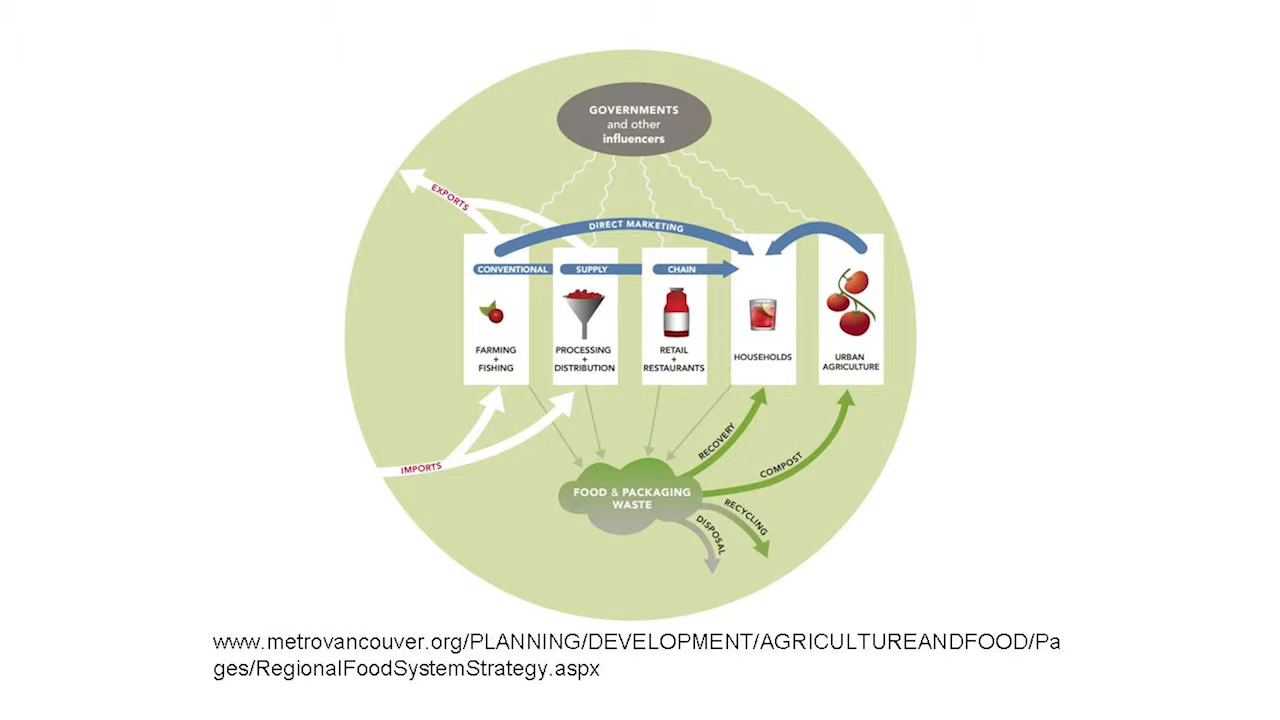 GOVERNMENTS
and other
influencers
EXPORTS
DIRECT MARKETING
CONVENTIONAL SUPPLY CHAIN
FARMING
+
FISHING
PROCESSING
+
DISTRIBUTION
RETAIL
+
RESTAURANTS
HOUSEHOLDS
URBAN
AGRICULTURE
IMPORTS
RECOVERY
COMPOST
FOOD & PACKAGING
WASTE
RECYCLING
DISPOSAL
www.metrovancouver.org/PLANNING/DEVELOPMENT/AGRICULTUREANDFOOD/Pa
ges/RegionalFoodSystemStrategy.aspx